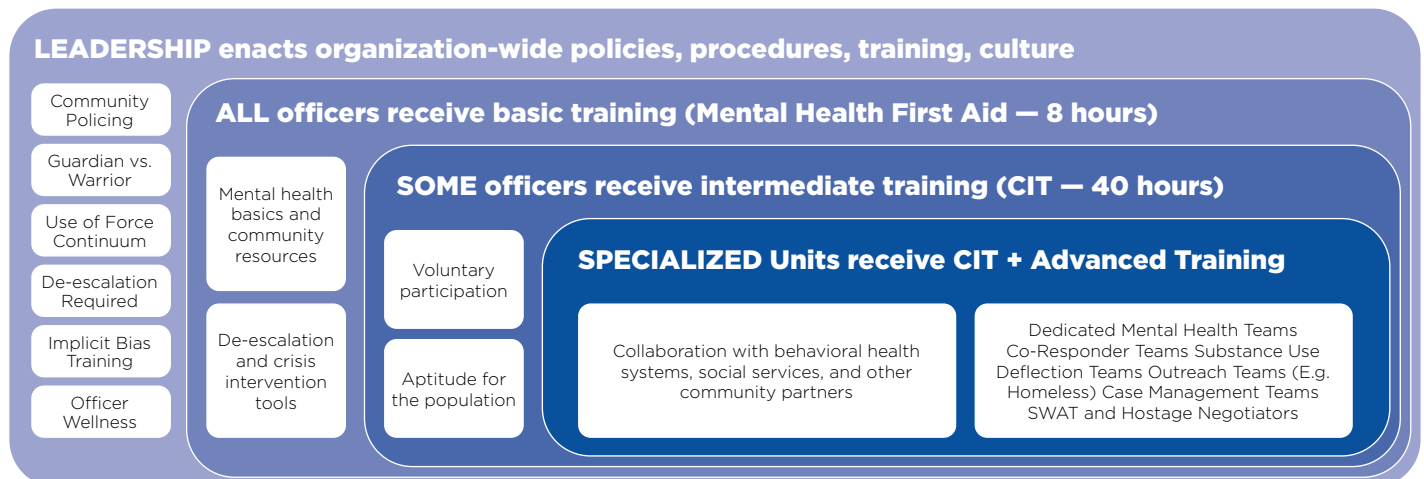 LEADERSHIP enacts organization-wide policies, procedures, training, culture
Community
Policing
Guardian vs.
Warrior
Use of Force
Continuum
De-escalation
Required
Implicit Bias
Training
Officer
Wellness
ALL officers receive basic training (Mental Health First Aid — 8 hours)
Mental health
basics and
community
resources
De-escalation
and crisis
intervention
tools
SOME officers receive intermediate training (CIT — 40 hours)
Voluntary
participation
Aptitude for
the population
SPECIALIZED Units receive CIT + Advanced Training
Collaboration with behavioral health
systems, social services, and other
community partners
Dedicated Mental Health Teams
Co-Responder Teams Substance Use
Deflection Teams Outreach Teams (E.g.
Homeless) Case Management Teams
SWAT and Hostage Negotiators